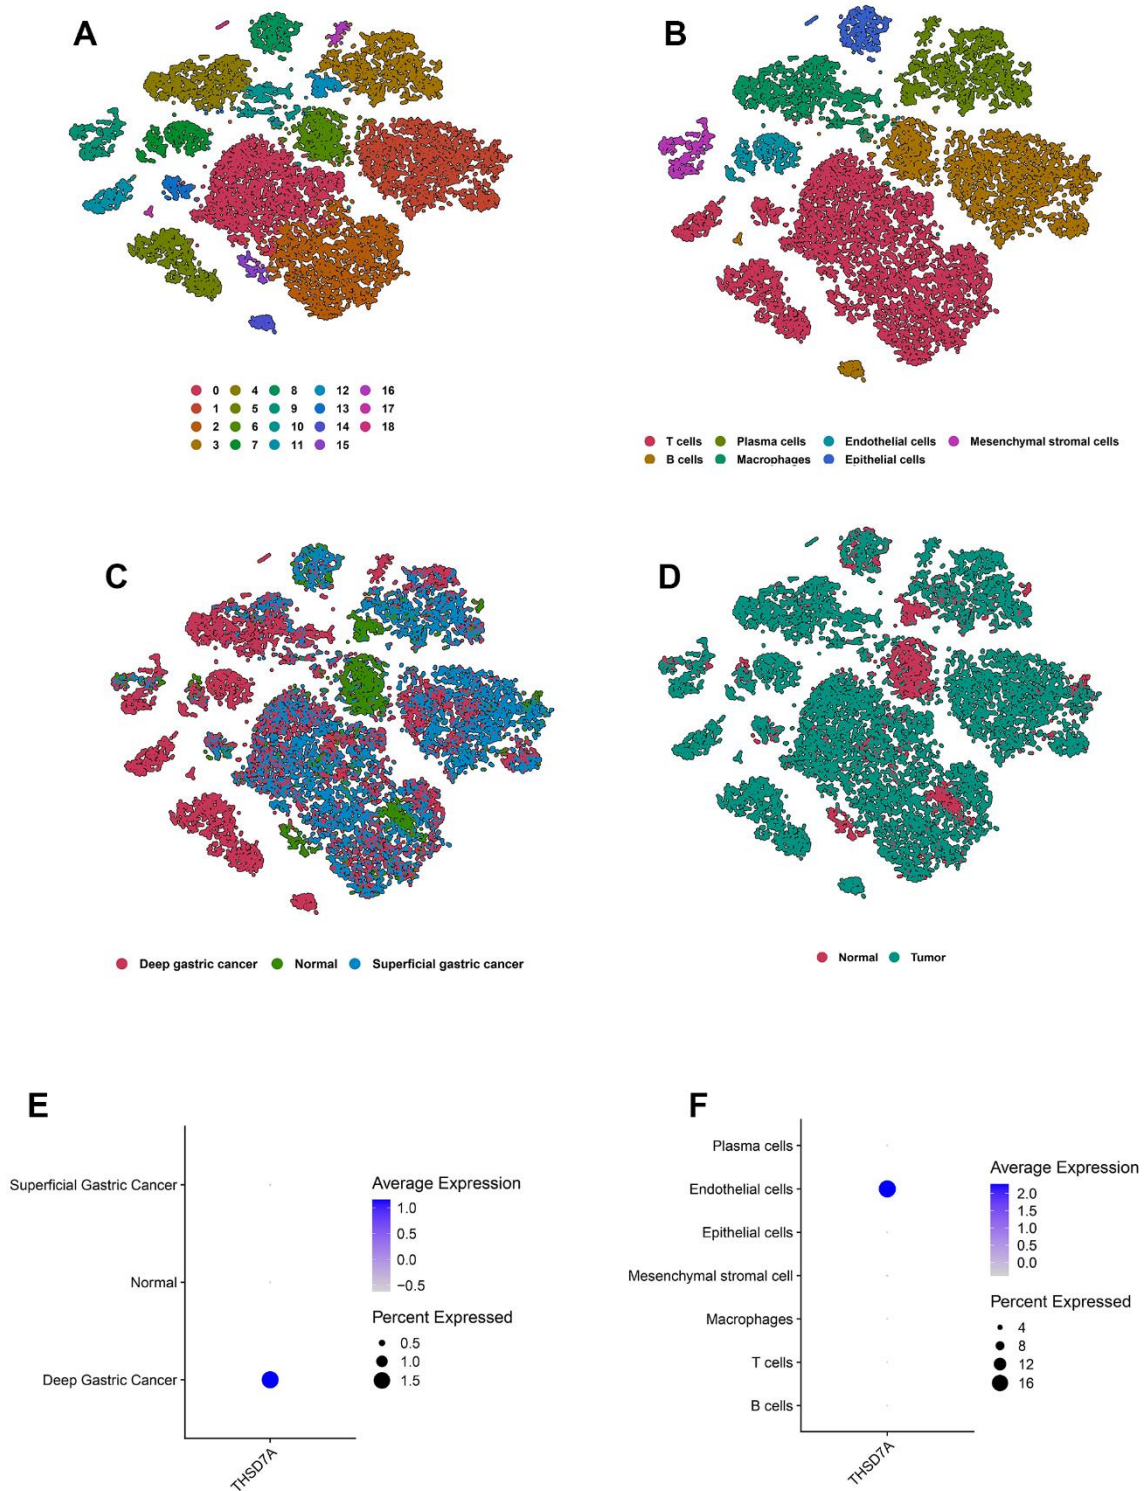 A
B
0 4 8 12 16
1 5 9 13 17
2 6 10 14 18
3 7 11 15
T cells Plasma cells Endothelial cells Mesenchymal stromal cells
B cells Macrophages Epithelial cells
C
D
Deep gastric cancer Normal Superficial gastric cancer
Normal Tumor
E
Superficial Gastric Cancer
Normal
Deep Gastric Cancer
THSD7A
Average Expression
1.0
0.5
0.0
−0.5
Percent Expressed
0.5
1.0
1.5
F
Plasma cells
Endothelial cells
Epithelial cells
Mesenchymal stromal cell
Macrophages
T cells
B cells
THSD7A
Average Expression
2.0
1.5
1.0
0.5
0.0
Percent Expressed
4
8
12
16